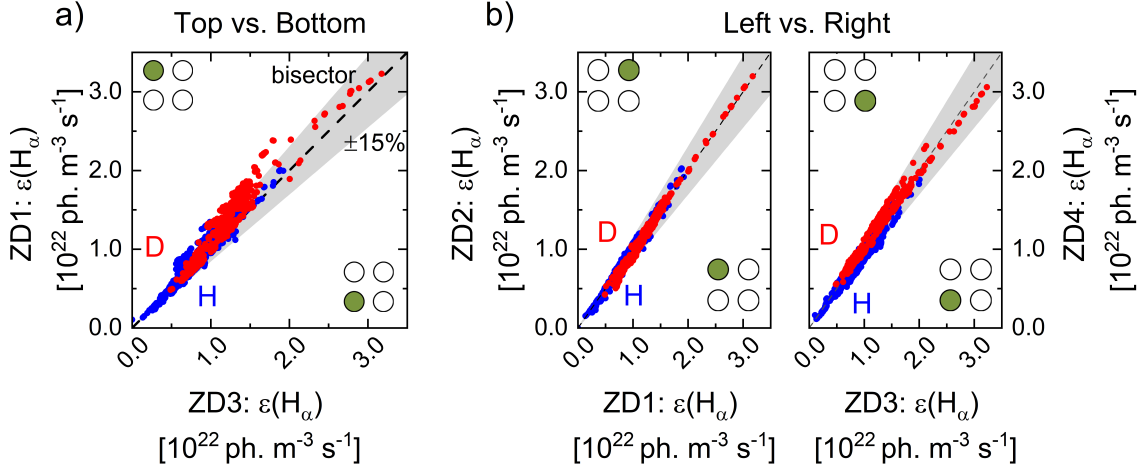 a) Top vs. Bottom
b) Left vs. Right
ZD1: ε(Hα)
[10²² ph. m⁻³ s⁻¹]
3.0
2.0
1.0
0.0
bisector
±15%
D
H
0.0 1.0 2.0 3.0
ZD3: ε(Hα)
[10²² ph. m⁻³ s⁻¹]
ZD2: ε(Hα)
[10²² ph. m⁻³ s⁻¹]
3.0
2.0
1.0
0.0
D
H
0.0 1.0 2.0 3.0
ZD1: ε(Hα)
[10²² ph. m⁻³ s⁻¹]
D
H
0.0 1.0 2.0 3.0
ZD3: ε(Hα)
[10²² ph. m⁻³ s⁻¹]
3.0
2.0
1.0
0.0
ZD4: ε(Hα)
[10²² ph. m⁻³ s⁻¹]